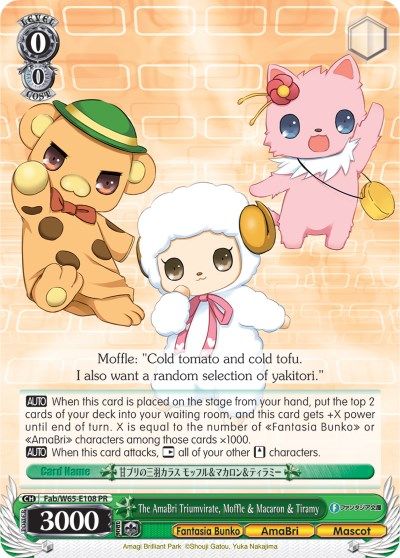 LEVEL
0
0
COST
Moffle: "Cold tomato and cold tofu.
I also want a random selection of yakitori."
AUTO When this card is placed on the stage from your hand, put the top 2
cards of your deck into your waiting room, and this card gets +X power
until end of turn. X is equal to the number of «Fantasia Bunko» or
«AmaBri» characters among those cards ×1000.
AUTO When this card attacks, all of your other characters.
Card Name 甘ブリの三羽ガラス モッフル&マカロン&ティラミー
CH Fab/W65-E108 PR
The AmaBri Triumvirate, Moffle & Macaron & Tiramy
ファンタジア文庫
POWER 3000
Fantasia Bunko AmaBri Mascot
Amagi Brilliant Park ©Shouji Gatou, Yuka Nakajima